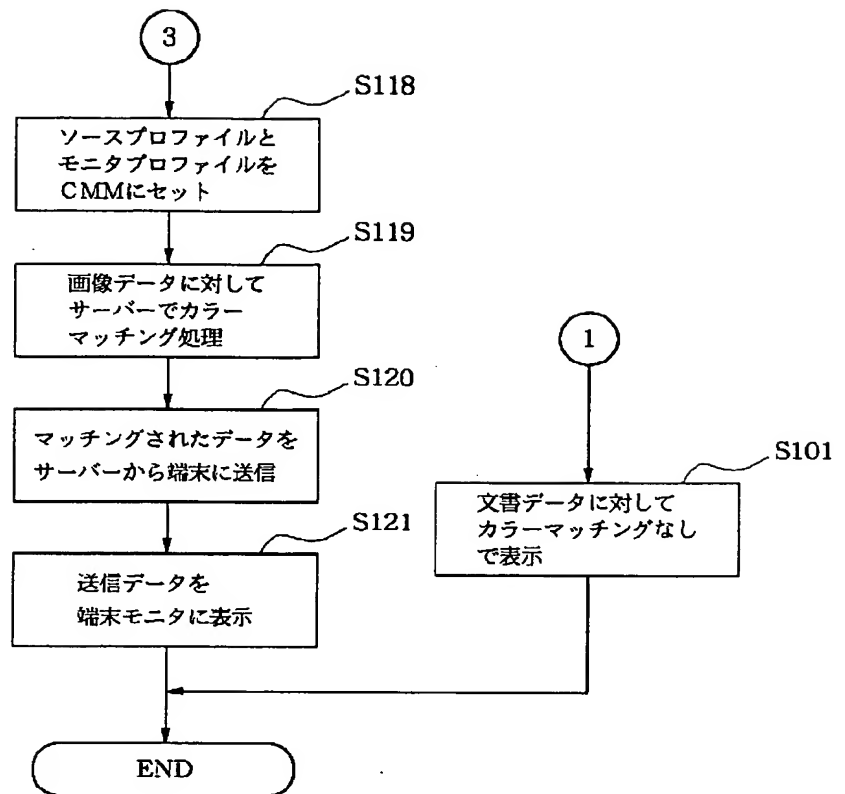 3
S118
ソースプロファイルと
モニタプロファイルを
CMMにセット
S119
画像データに対して
サーバーでカラー
マッチング処理
S120
マッチングされたデータを
サーバーから端末に送信
S121
送信データを
端末モニタに表示
1
S101
文書データに対して
カラーマッチングなし
で表示
END